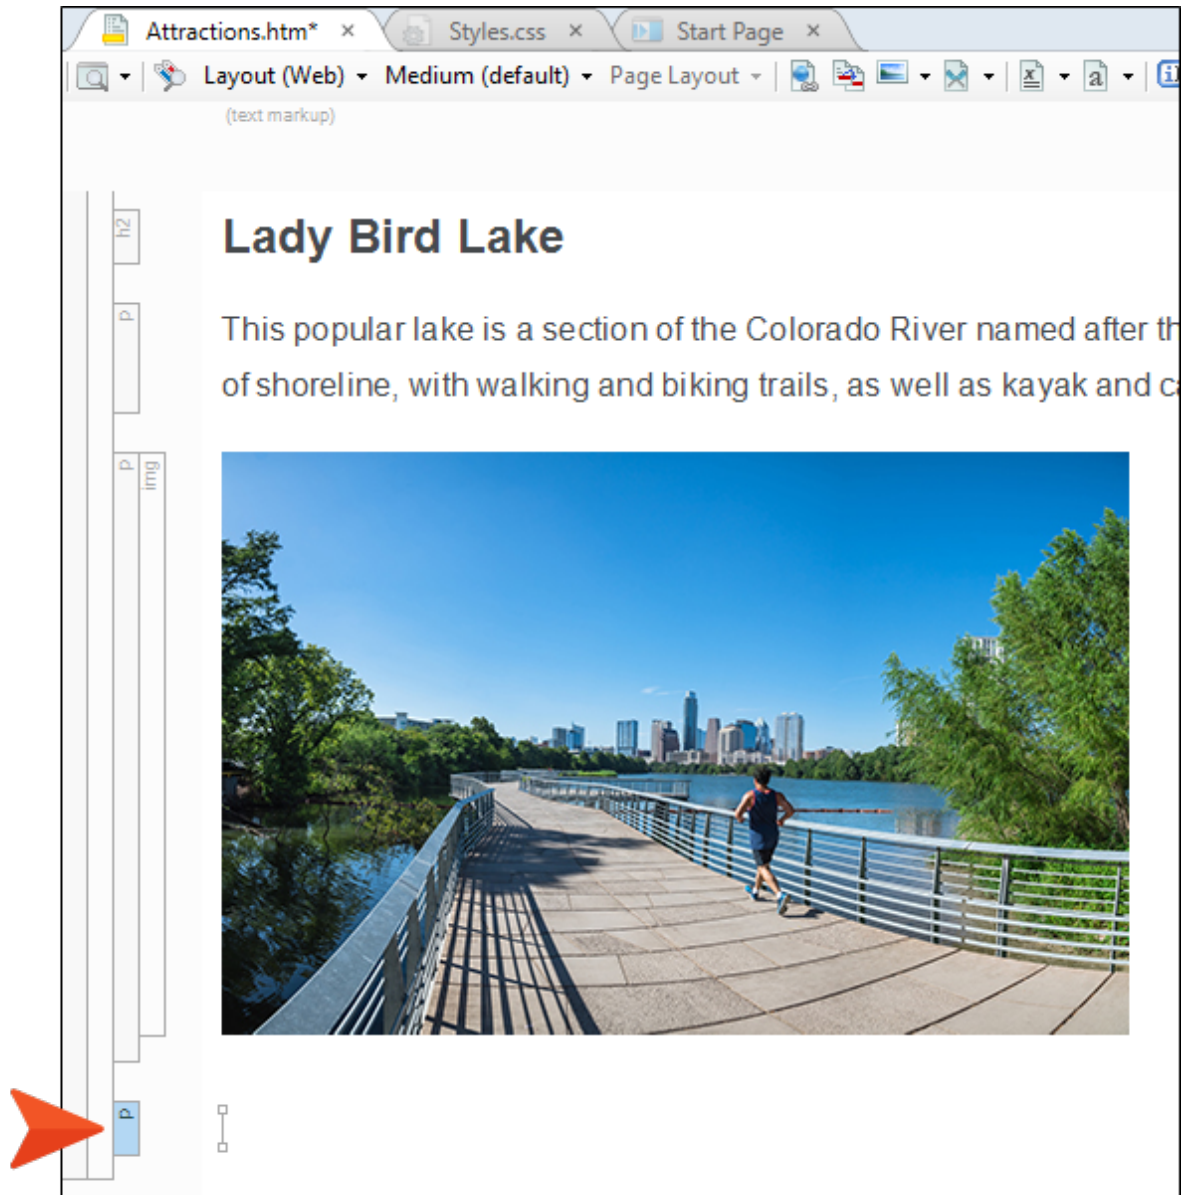 Attractions.htm* × Styles.css × Start Page ×
Layout (Web) Medium (default) Page Layout
(text markup)
h2
Lady Bird Lake
p
This popular lake is a section of the Colorado River named after
of shoreline, with walking and biking trails, as well as kayak and
p img
p